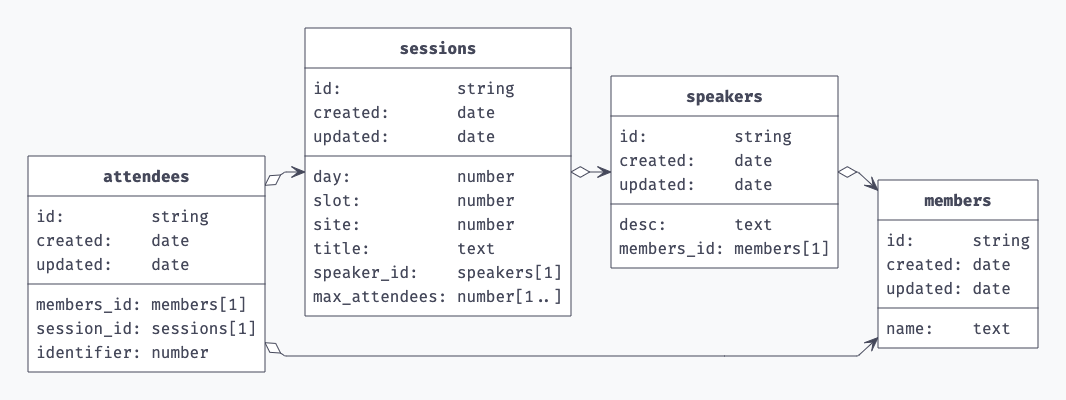 sessions
id: string
created: date
updated: date
day: number
slot: number
site: number
title: text
speaker_id: speakers[1]
max_attendees: number[1..]
speakers
id: string
created: date
updated: date
desc: text
members_id: members[1]
attendees
id: string
created: date
updated: date
members_id: members[1]
session_id: sessions[1]
identifier: number
members
id: string
created: date
updated: date
name: text